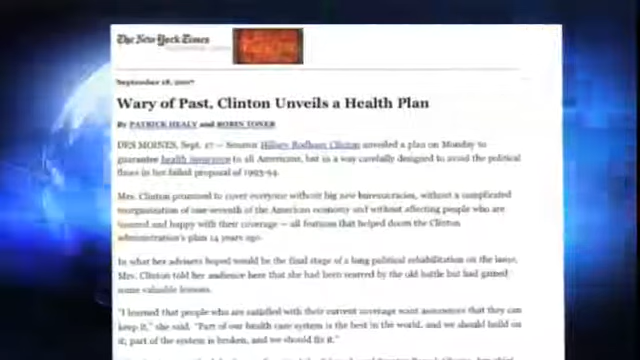 The New York Times
September 18, 2007
Wary of Past, Clinton Unveils a Health Plan
By PATRICK HEALY and ROBIN TONER
DES MOINES, Sept. 17 — Senator Hillary Rodham Clinton unveiled a plan on Monday to
guarantee health insurance to all Americans, but in a way carefully designed to avoid the political
flaws in her failed proposal of 1993-94.
Mrs. Clinton promised to cover everyone without big new bureaucracies, without a complicated
reorganization of one-seventh of the American economy and without affecting people who are
insured and happy with their coverage — all features that helped doom the Clinton
administration's plan 14 years ago.
In what her advisers hoped would be the final stage of a long political rehabilitation on the issue,
Mrs. Clinton told her audience here that she had been scarred by the old battle but had gained
some valuable lessons.
"I learned that people who are satisfied with their current coverage want assurances that they can
keep it," she said. "Part of our health care system is the best in the world, and we should build on
it; part of the system is broken, and we should fix it."